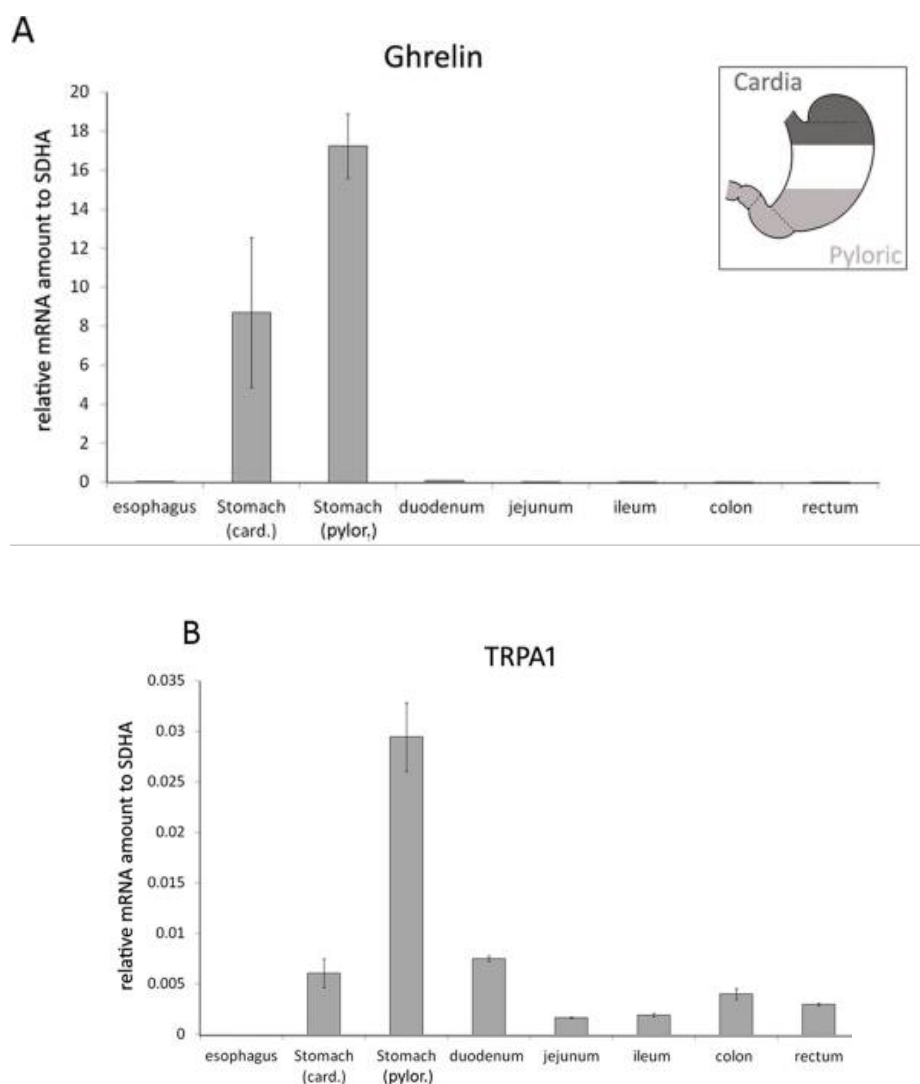 A
Ghrelin
Cardia
Pyloric
relative mRNA amount to SDHA
20
18
16
14
12
10
8
6
4
2
0
esophagus Stomach (card.) Stomach (pylor.) duodenum jejunum ileum colon rectum
B
TRPA1
relative mRNA amount to SDHA
0.035
0.03
0.025
0.02
0.015
0.01
0.005
0
esophagus Stomach (card.) Stomach (pylor.) duodenum jejunum ileum colon rectum